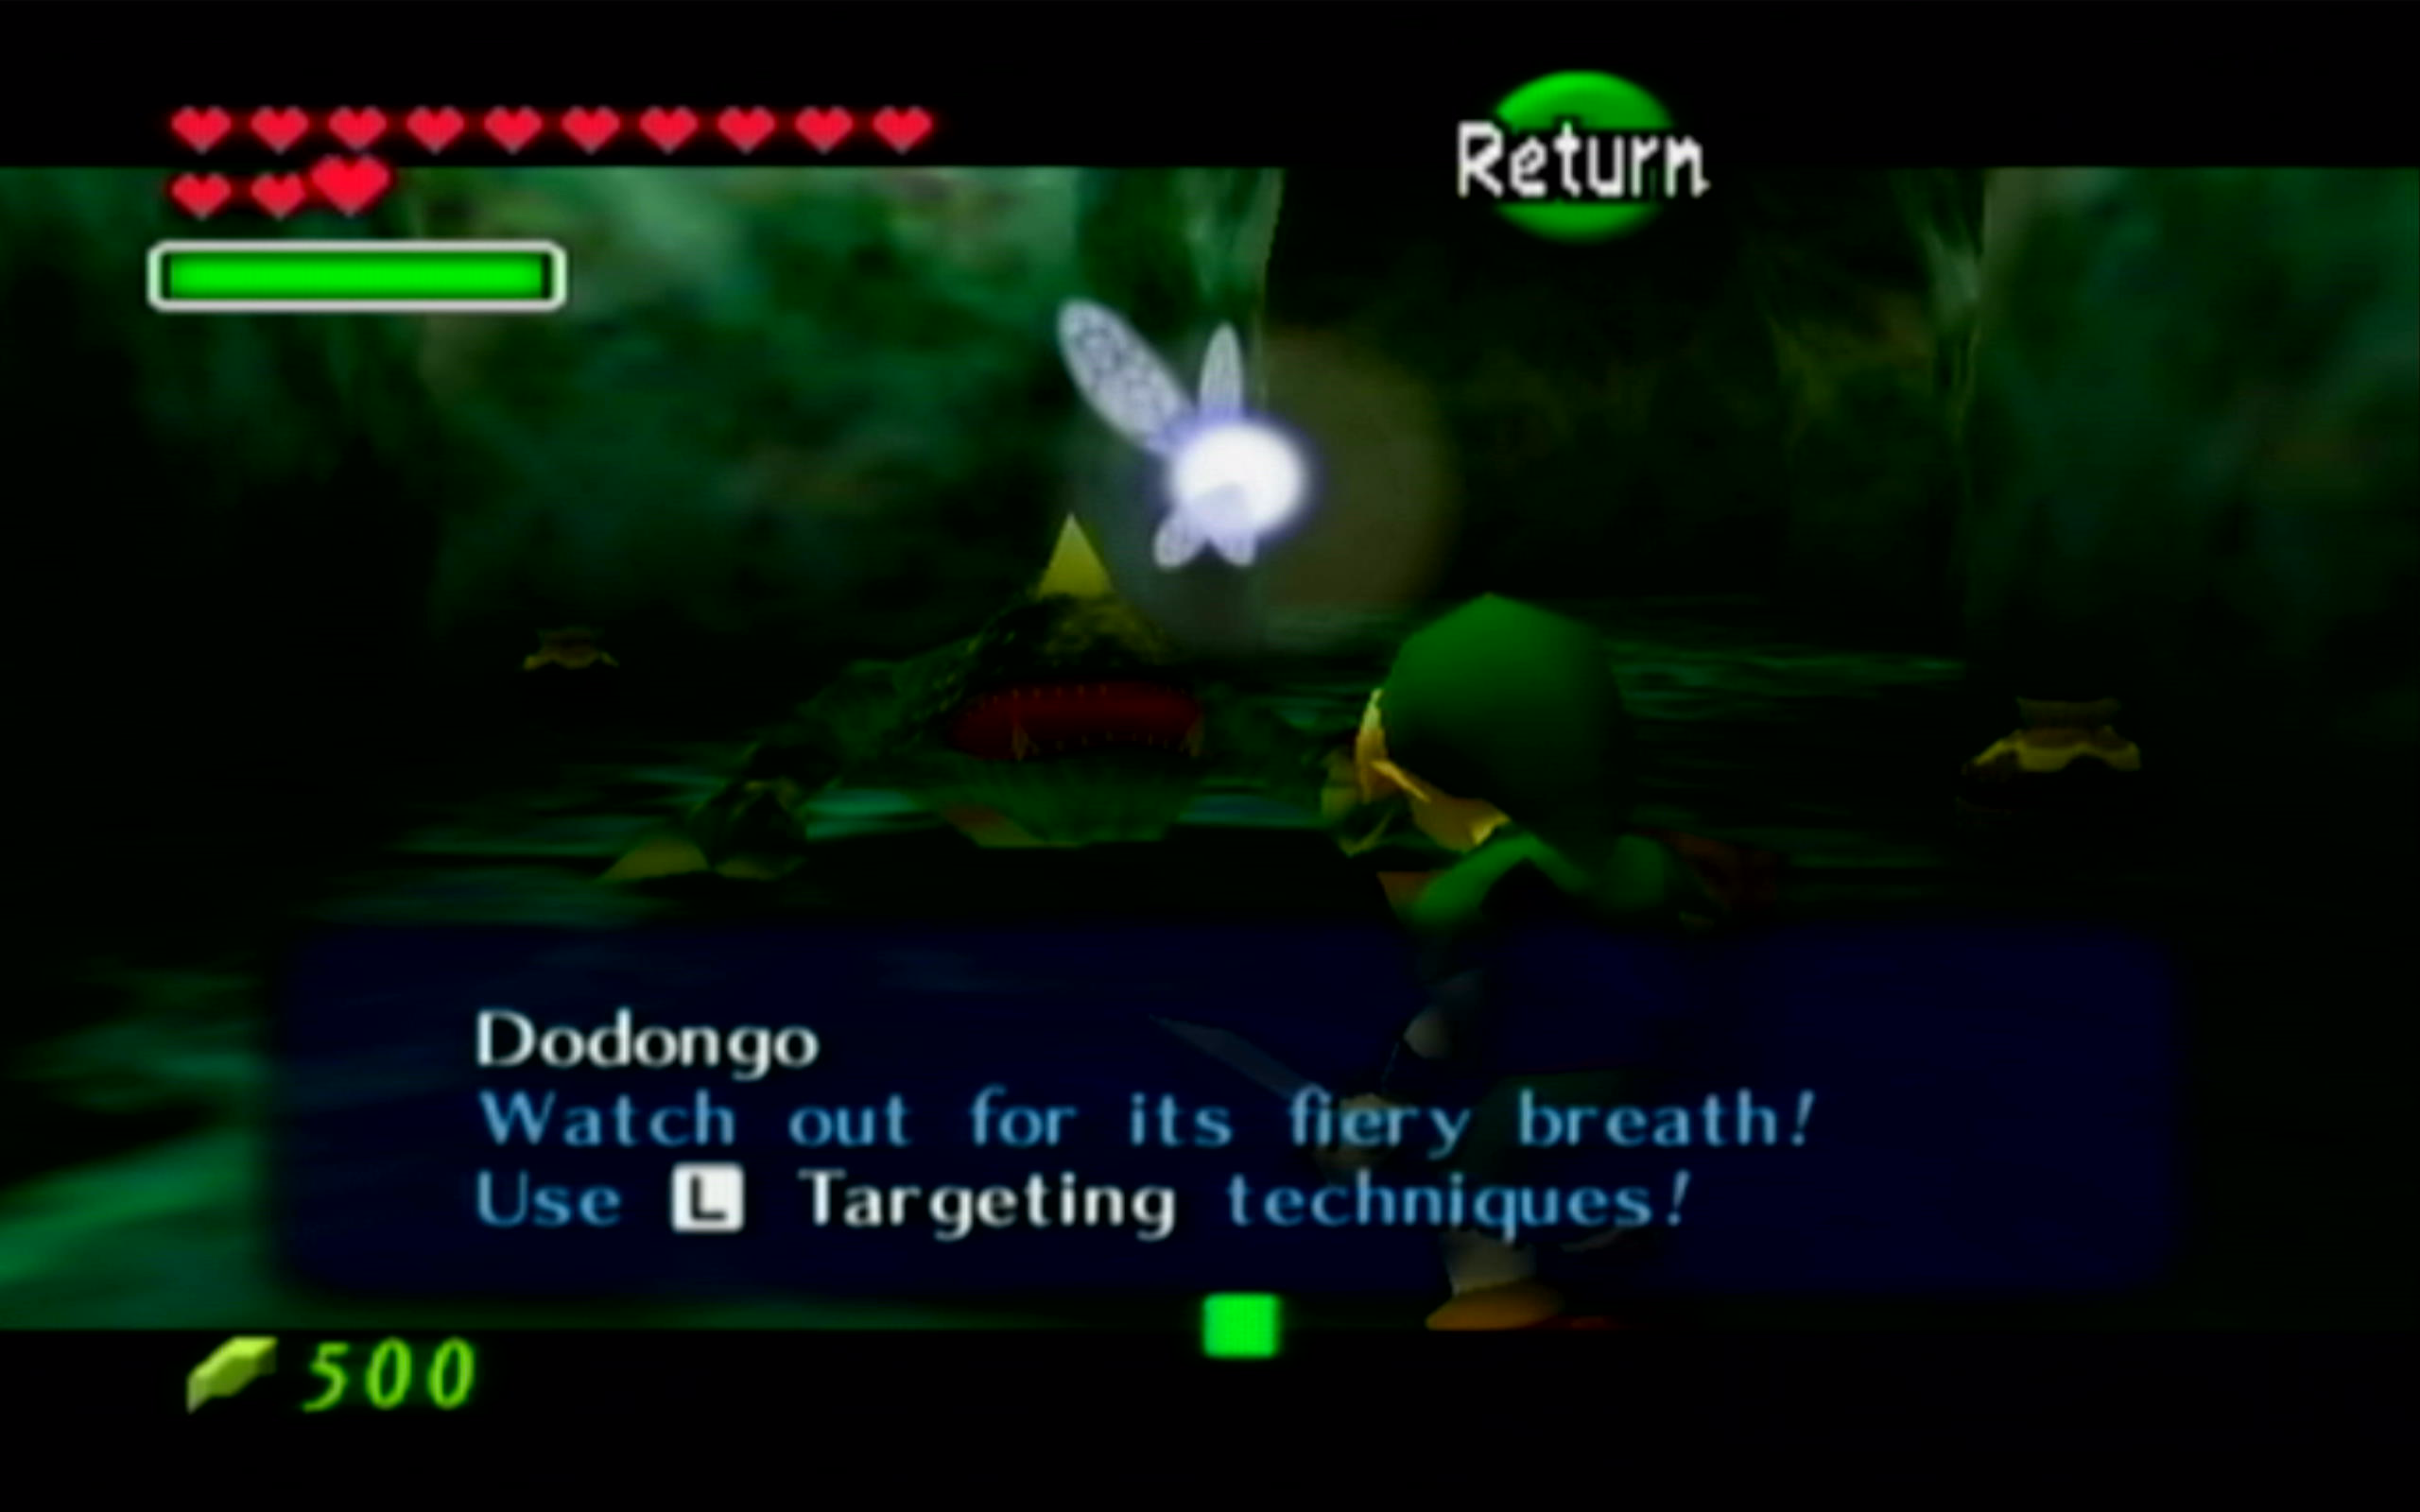 Return
Dodongo
Watch out for its fiery breath!
Use L Targeting techniques!
500